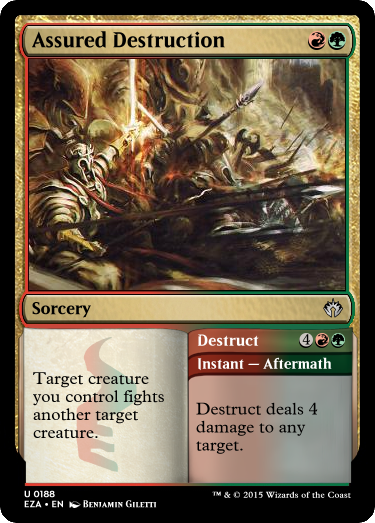 Assured Destruction
Sorcery
Target creature
you control fights
another target
creature.
Destruct 4
Instant — Aftermath
Destruct deals 4
damage to any
target.
U 0188
EZA • EN Benjamin Giletti
™ & © 2015 Wizards of the Coast